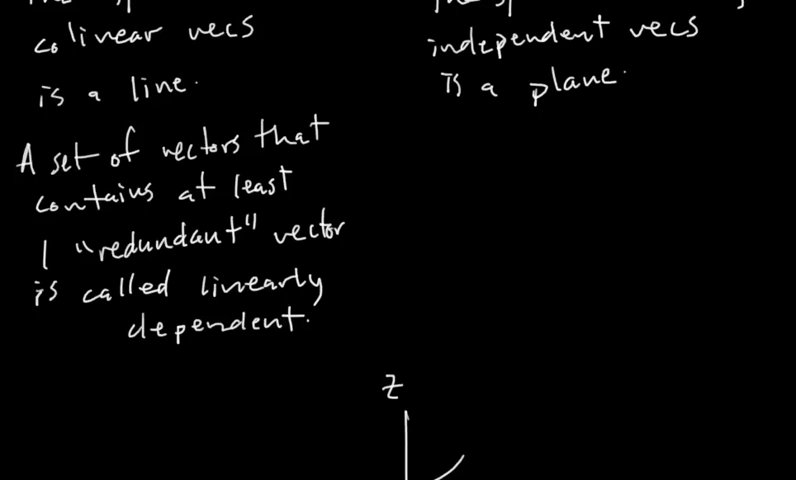 colinear vecs
is a line.
A set of vectors that
contains at least
1 "redundant" vector
is called linearly
dependent.
independent vecs
is a plane.
z